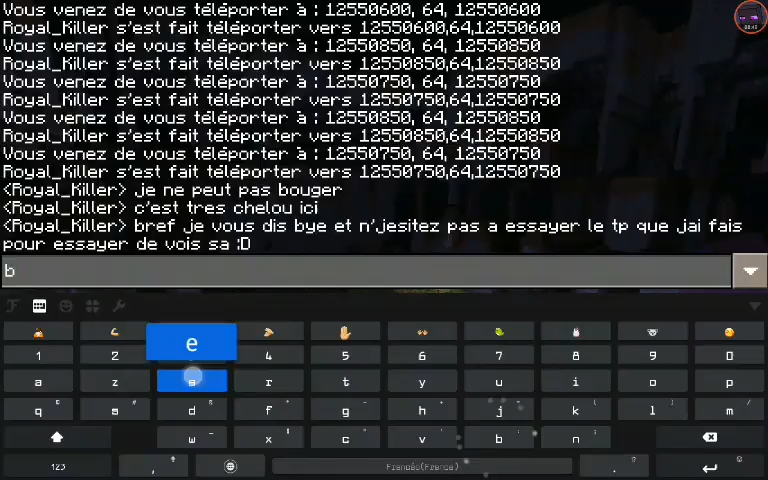 Vous venez de vous téléporter à : 12550600, 64, 12550600
Royal_Killer s'est fait téléporter vers 12550600,64,12550600
Vous venez de vous téléporter à : 12550850, 64, 12550850
Royal_Killer s'est fait téléporter vers 12550850,64,12550850
Vous venez de vous téléporter à : 12550750, 64, 12550750
Royal_Killer s'est fait téléporter vers 12550750,64,12550750
Vous venez de vous téléporter à : 12550850, 64, 12550850
Royal_Killer s'est fait téléporter vers 12550850,64,12550850
Vous venez de vous téléporter à : 12550750, 64, 12550750
Royal_Killer s'est fait téléporter vers 12550750,64,12550750
<Royal_Killer> je ne peut pas bouger
<Royal_Killer> c'est tres chelou ici
<Royal_Killer> bref je vous dis bye et n'jesitez pas a essayer le tp que jai fais
pour essayer de vois sa :D
b
e
1 2 4 5 6 7 8 9 0
a z e r t y u i o p
q s d f g h j k l m
w x c v b n
123 , Français(France) .